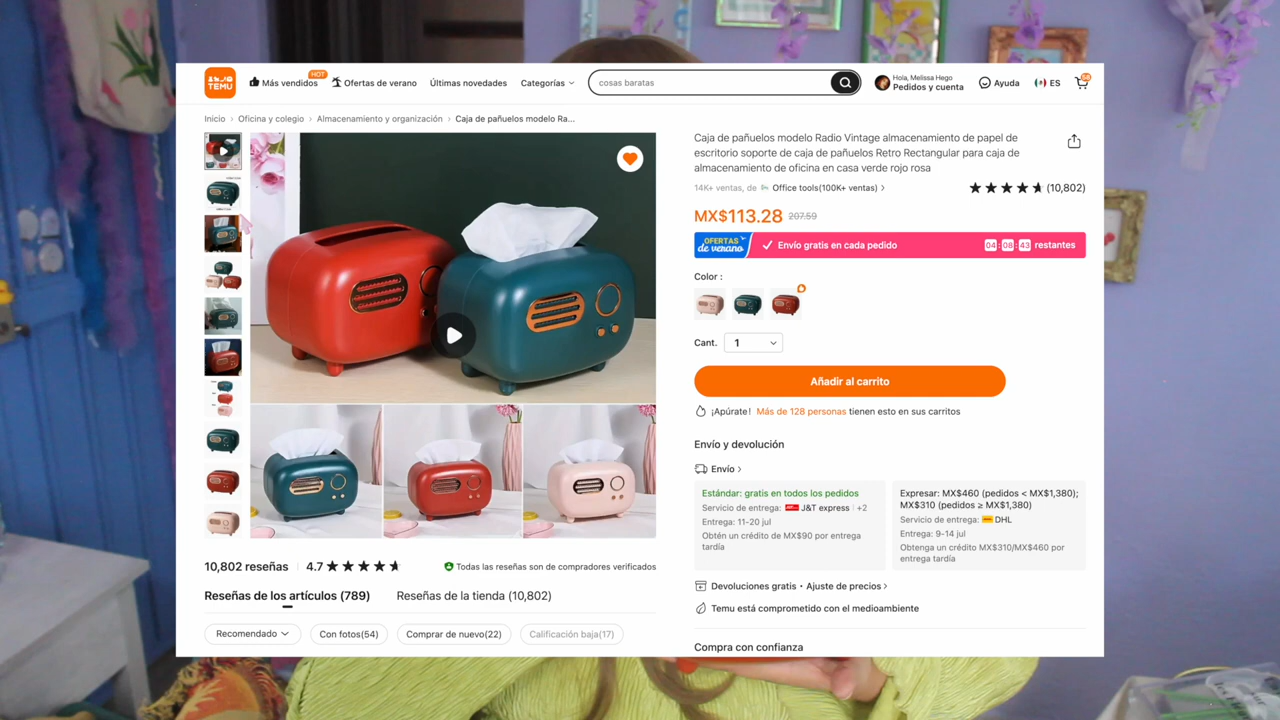 TEMU
Más vendidos
HOT
Ofertas de verano
Últimas novedades
Categorías
cosas baratas
Hola, Melissa Hego
Pedidos y cuenta
Ayuda
ES
Inicio › Oficina y colegio › Almacenamiento y organización › Caja de pañuelos modelo Ra...
Caja de pañuelos modelo Radio Vintage almacenamiento de papel de
escritorio soporte de caja de pañuelos Retro Rectangular para caja de
almacenamiento de oficina en casa verde rojo rosa
14K+ ventas, de Office tools(100K+ ventas) ›
(10,802)
MX$113.28 207.59
OFERTAS
de verano
Envío gratis en cada pedido
04 : 08 : 43 restantes
Color :
Cant. 1
Añadir al carrito
¡Apúrate! Más de 128 personas tienen esto en sus carritos
Envío y devolución
Envío ›
Estándar: gratis en todos los pedidos
Servicio de entrega: J&T express +2
Entrega: 11-20 jul
Obtén un crédito de MX$90 por entrega
tardía
Expresar: MX$460 (pedidos < MX$1,380);
MX$310 (pedidos ≥ MX$1,380)
Servicio de entrega: DHL
Entrega: 9-14 jul
Obtenga un crédito MX$310/MX$460 por
entrega tardía
Devoluciones gratis • Ajuste de precios ›
Temu está comprometido con el medioambiente
Compra con confianza
10,802 reseñas
4.7
Todas las reseñas son de compradores verificados
Reseñas de los artículos (789)
Reseñas de la tienda (10,802)
Recomendado
Con fotos(54)
Comprar de nuevo(22)
Calificación baja(17)